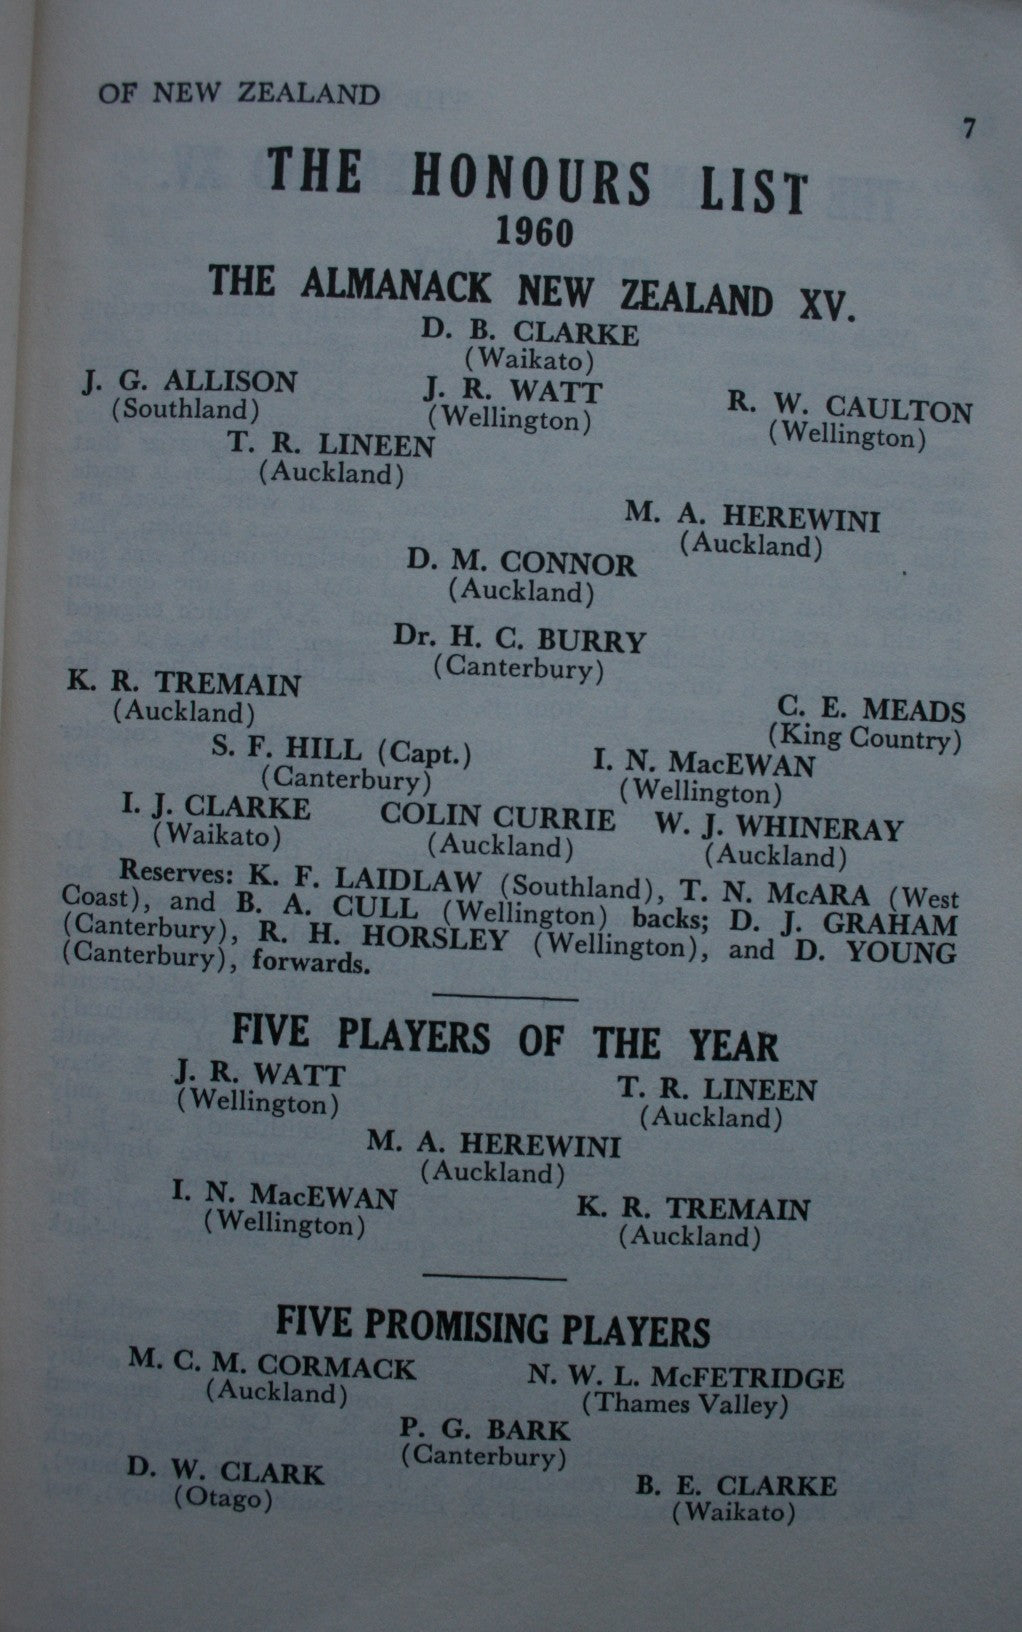 OF NEW ZEALAND
7
THE HONOURS LIST
1960
THE ALMANACK NEW ZEALAND XV.
D. B. CLARKE
(Waikato)
J. G. ALLISON J. R. WATT R. W. CAULTON
(Southland) (Wellington) (Wellington)
T. R. LINEEN
(Auckland)
M. A. HEREWINI
(Auckland)
D. M. CONNOR
(Auckland)
Dr. H. C. BURRY
(Canterbury)
K. R. TREMAIN C. E. MEADS
(Auckland) (King Country)
S. F. HILL (Capt.) I. N. MacEWAN
(Canterbury) (Wellington)
I. J. CLARKE COLIN CURRIE W. J. WHINERAY
(Waikato) (Auckland) (Auckland)
Reserves: K. F. LAIDLAW (Southland), T. N. McARA (West
Coast), and B. A. CULL (Wellington) backs; D. J. GRAHAM
(Canterbury), R. H. HORSLEY (Wellington), and D. YOUNG
(Canterbury), forwards.
FIVE PLAYERS OF THE YEAR
J. R. WATT T. R. LINEEN
(Wellington) (Auckland)
M. A. HEREWINI
(Auckland)
I. N. MacEWAN K. R. TREMAIN
(Wellington) (Auckland)
FIVE PROMISING PLAYERS
M. C. M. CORMACK N. W. L. McFETRIDGE
(Auckland) (Thames Valley)
P. G. BARK
(Canterbury)
D. W. CLARK B. E. CLARKE
(Otago) (Waikato)